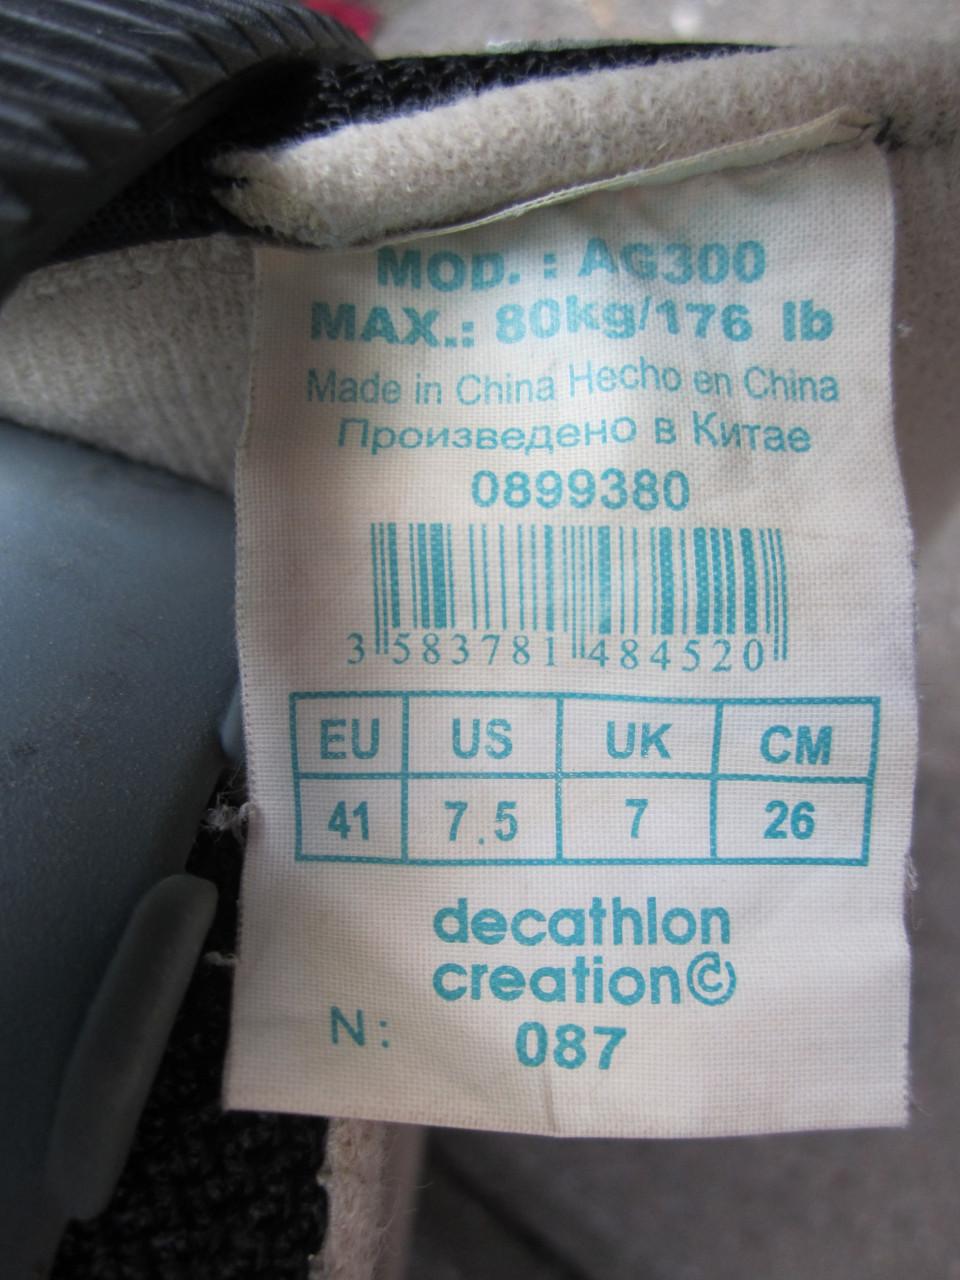 MOD. : AG300
MAX.: 80kg/176 lb
Made in China Hecho en China
Произведено в Китае
0899380
3 583781 484520
EU US UK CM
41 7.5 7 26
decathlon
creation©
N: 087